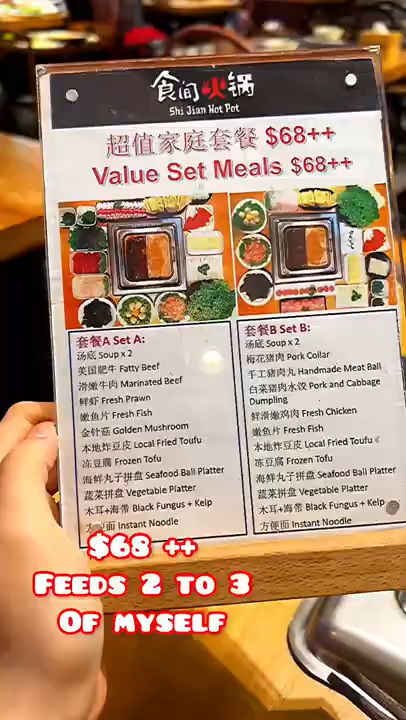 食间火锅
Shi Jian Hot Pot
超值家庭套餐 $68++
Value Set Meals $68++
套餐A Set A:
汤底 Soup x 2
美国肥牛 Fatty Beef
滑嫩牛肉 Marinated Beef
鲜虾 Fresh Prawn
嫩鱼片 Fresh Fish
金针菇 Golden Mushroom
本地炸豆皮 Local Fried Toufu
冻豆腐 Frozen Tofu
海鲜丸子拼盘 Seafood Ball Platter
蔬菜拼盘 Vegetable Platter
木耳+海带 Black Fungus + Kelp
方便面 Instant Noodle
套餐B Set B:
汤底 Soup x 2
梅花猪肉 Pork Collar
手工猪肉丸 Handmade Meat Ball
白菜猪肉水饺 Pork and Cabbage
Dumpling
鲜滑嫩鸡肉 Fresh Chicken
嫩鱼片 Fresh Fish
本地炸豆皮 Local Fried Toufu
冻豆腐 Frozen Tofu
海鲜丸子拼盘 Seafood Ball Platter
蔬菜拼盘 Vegetable Platter
木耳+海带 Black Fungus + Kelp
方便面 Instant Noodle
$68 ++
Feeds 2 to 3
of myself